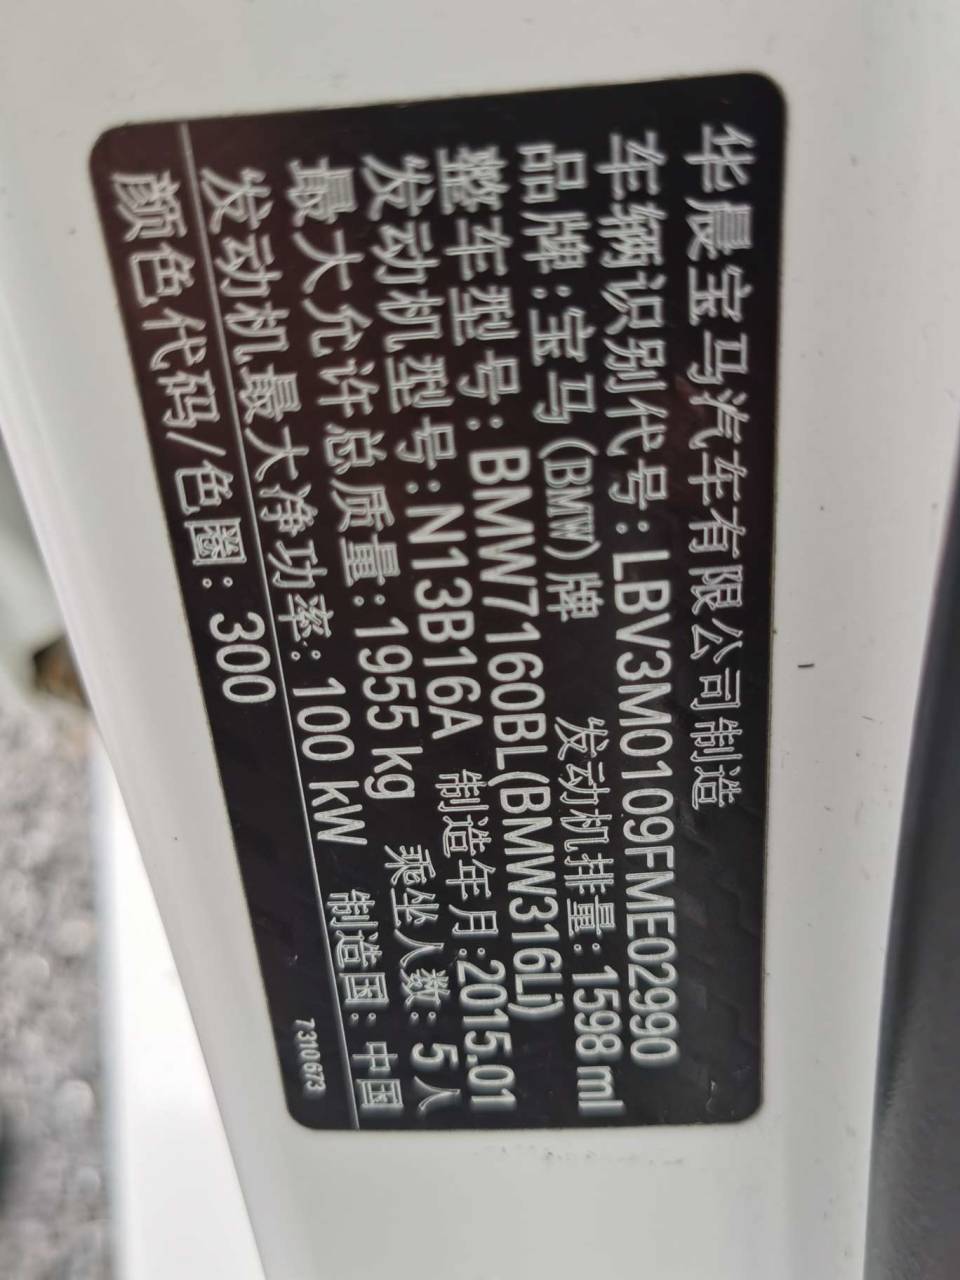 华晨宝马汽车有限公司制造
车辆识别代号:LBV3M0109FME02990
品牌:宝马(BMW)牌 发动机排量:1598 ml
整车型号:BMW7160BL(BMW316Li)
发动机型号:N13B16A 制造年月:2015.01
最大允许总质量:1955 kg 乘坐人数:5人
发动机最大净功率:100 kW
颜色代码/色圈:300 制造国:中国
7310673